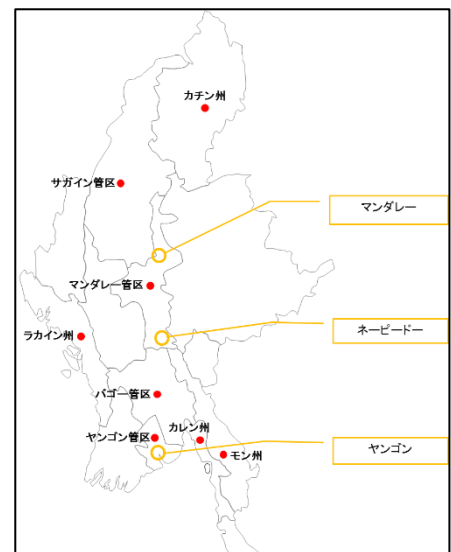 カチン州
サガイン管区
マンダレー
マンダレー管区
ネーピードー
ラカイン州
バゴー管区
カレン州
ヤンゴン管区
ヤンゴン
モン州